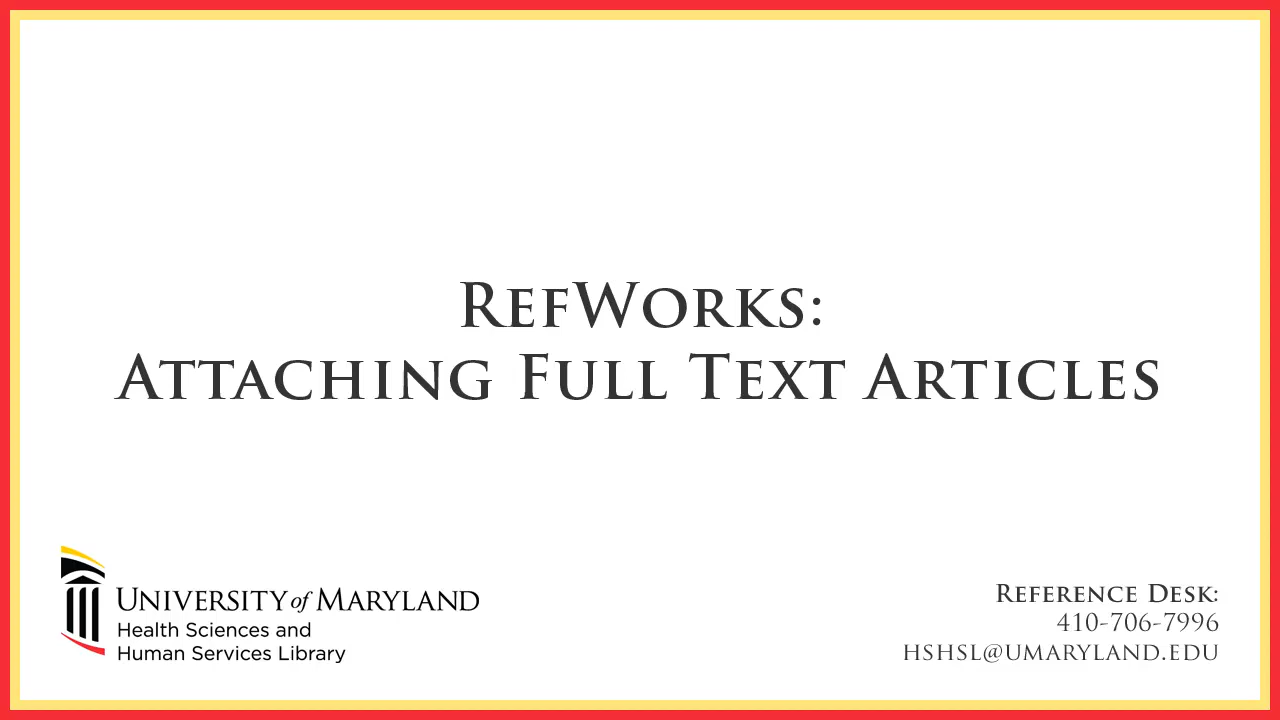 RefWorks:
Attaching Full Text Articles
University of Maryland
Health Sciences and
Human Services Library
Reference Desk:
410-706-7996
hshsl@umaryland.edu